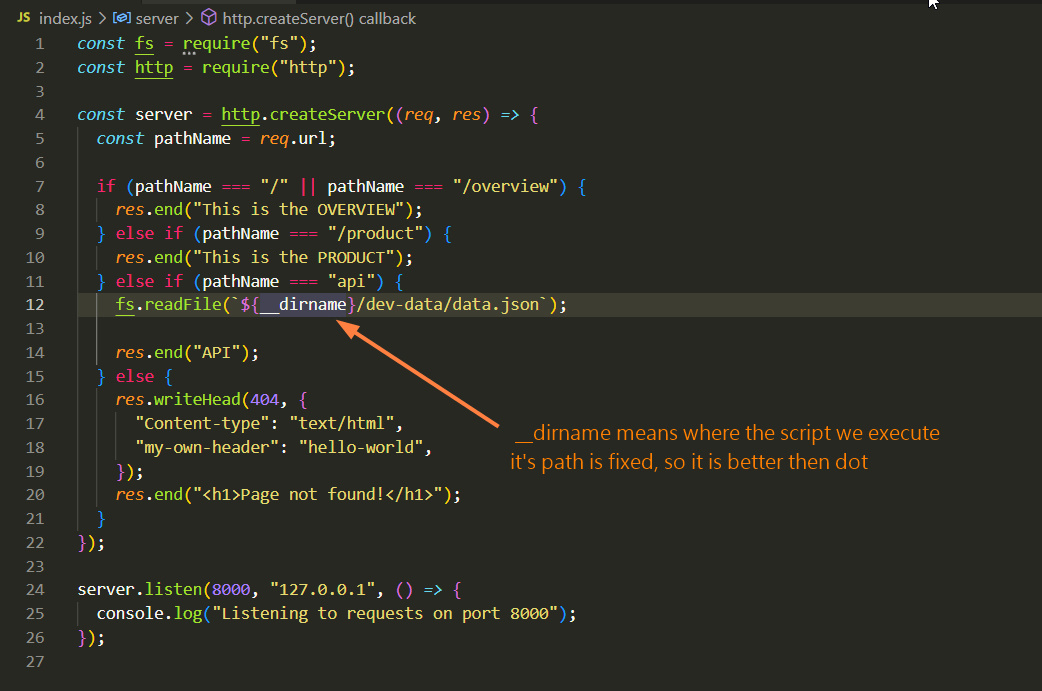 JS index.js > server > http.createServer() callback
1 const fs = require("fs");
2 const http = require("http");
3
4 const server = http.createServer((req, res) => {
5   const pathName = req.url;
6
7   if (pathName === "/" || pathName === "/overview") {
8     res.end("This is the OVERVIEW");
9   } else if (pathName === "/product") {
10     res.end("This is the PRODUCT");
11   } else if (pathName === "api") {
12     fs.readFile(`${__dirname}/dev-data/data.json`);
13
14     res.end("API");
15   } else {
16     res.writeHead(404, {
17       "Content-type": "text/html",
__dirname means where the script we execute
18       "my-own-header": "hello-world",
it's path is fixed, so it is better then dot
19     });
20     res.end("<h1>Page not found!</h1>");
21   }
22 });
23
24 server.listen(8000, "127.0.0.1", () => {
25   console.log("Listening to requests on port 8000");
26 });
27